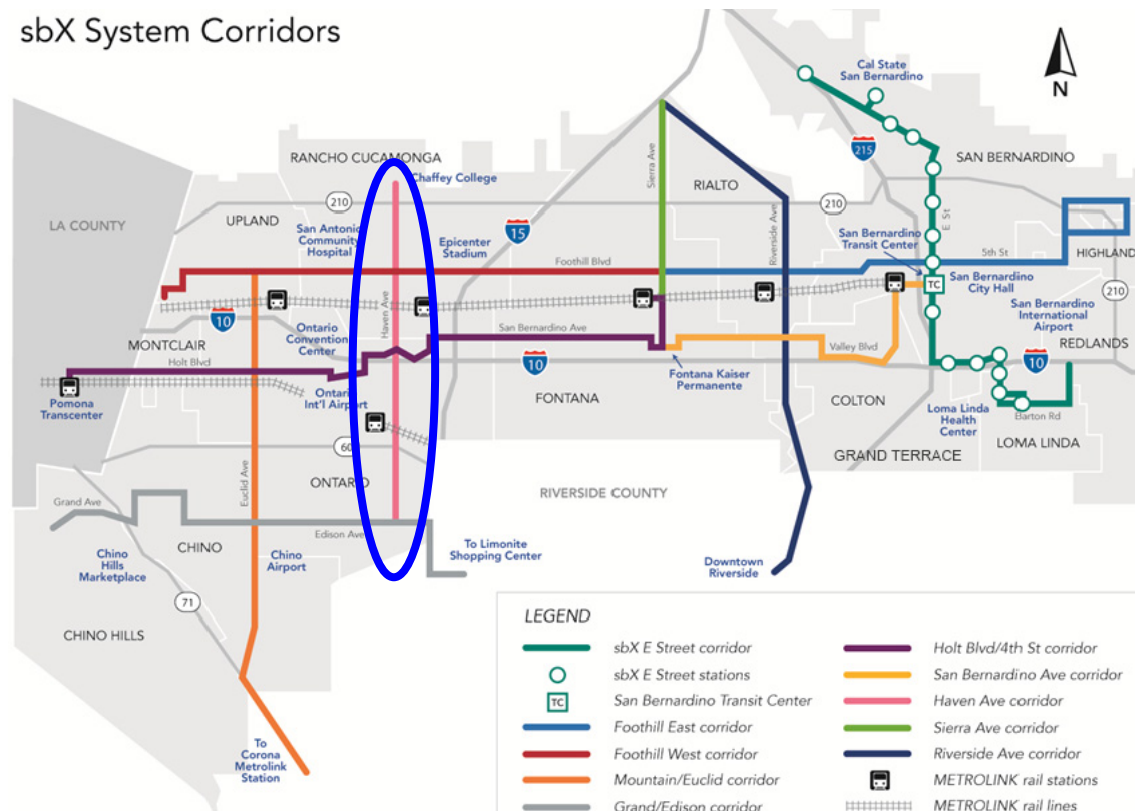 sbX System Corridors
N
Cal State
San Bernardino
215
SAN BERNARDINO
RANCHO CUCAMONGA
Chaffey College
Sierra Ave
RIALTO
LA COUNTY
UPLAND
210
San Antonio
Community
Hospital
Epicenter
Stadium
15
Riverside Ave
210
San Bernardino
Transit Center
E St
Foothill Blvd
5th St
HIGHLAND
TC
San Bernardino
City Hall
210
10
Haven Ave
San Bernardino
International
Airport
MONTCLAIR
Ontario
Convention
Center
San Bernardino Ave
REDLANDS
Holt Blvd
Valley Blvd
10
10
Pomona
Transcenter
Ontario
Int'l Airport
FONTANA
Fontana Kaiser
Permanente
COLTON
Loma Linda
Health
Center
Barton Rd
LOMA LINDA
60
GRAND TERRACE
Euclid Ave
ONTARIO
RIVERSIDE COUNTY
Grand Ave
Edison Ave
CHINO
To Limonite
Shopping Center
Chino
Hills
Marketplace
Chino
Airport
Downtown
Riverside
71
CHINO HILLS
To
Corona
Metrolink
Station
LEGEND
sbX E Street corridor
sbX E Street stations
TC San Bernardino Transit Center
Foothill East corridor
Foothill West corridor
Mountain/Euclid corridor
Grand/Edison corridor
Holt Blvd/4th St corridor
San Bernardino Ave corridor
Haven Ave corridor
Sierra Ave corridor
Riverside Ave corridor
METROLINK rail stations
METROLINK rail lines